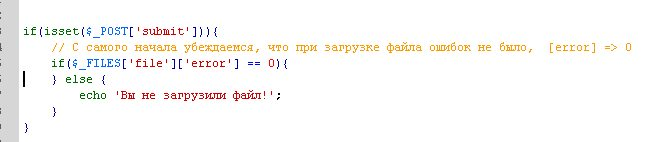 if(isset($_POST['submit'])){
// С самого начала убеждаемся, что при загрузке файла ошибок не было,  [error] => 0
if($_FILES['file']['error'] == 0){
} else {
echo 'Вы не загрузили файл!';
}
}